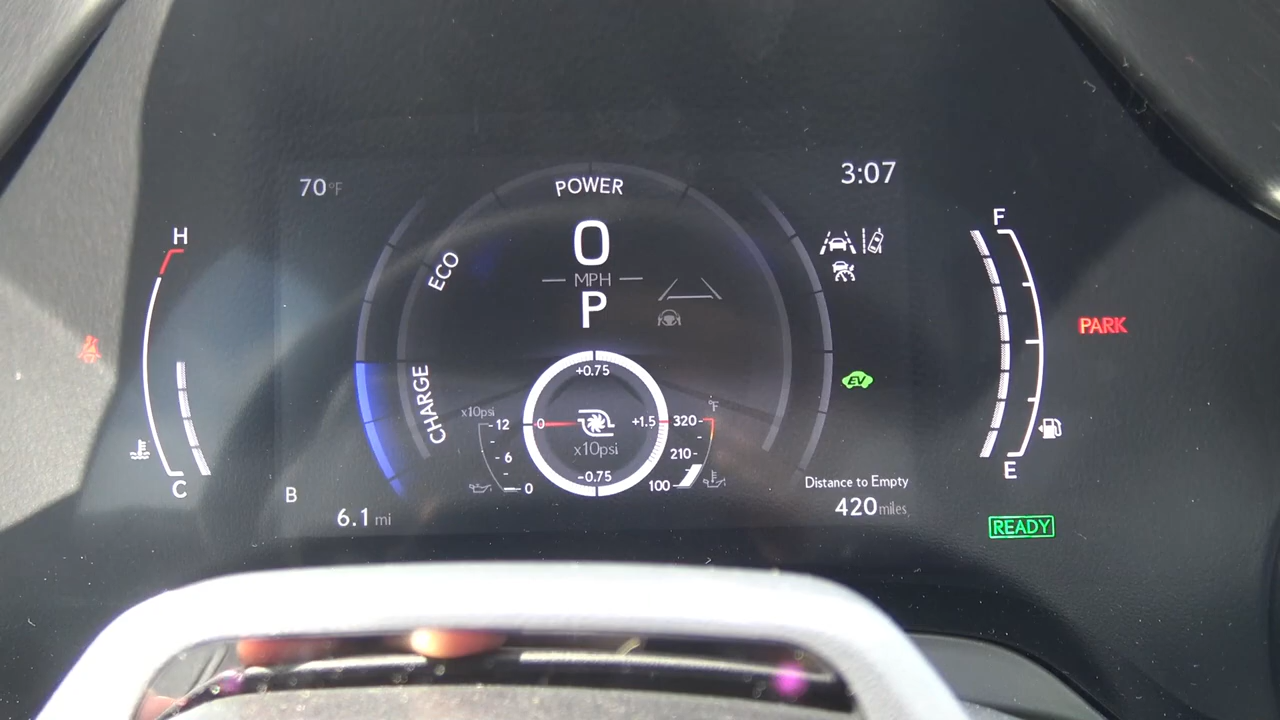 70°F
POWER
3:07
H
F
0
ECO
MPH
P
PARK
+0.75
EV
CHARGE
x10psi
°F
12
0
+1.5
320
x10psi
6
210
-0.75
E
C
0
100
Distance to Empty
B
420 miles
6.1 mi
READY